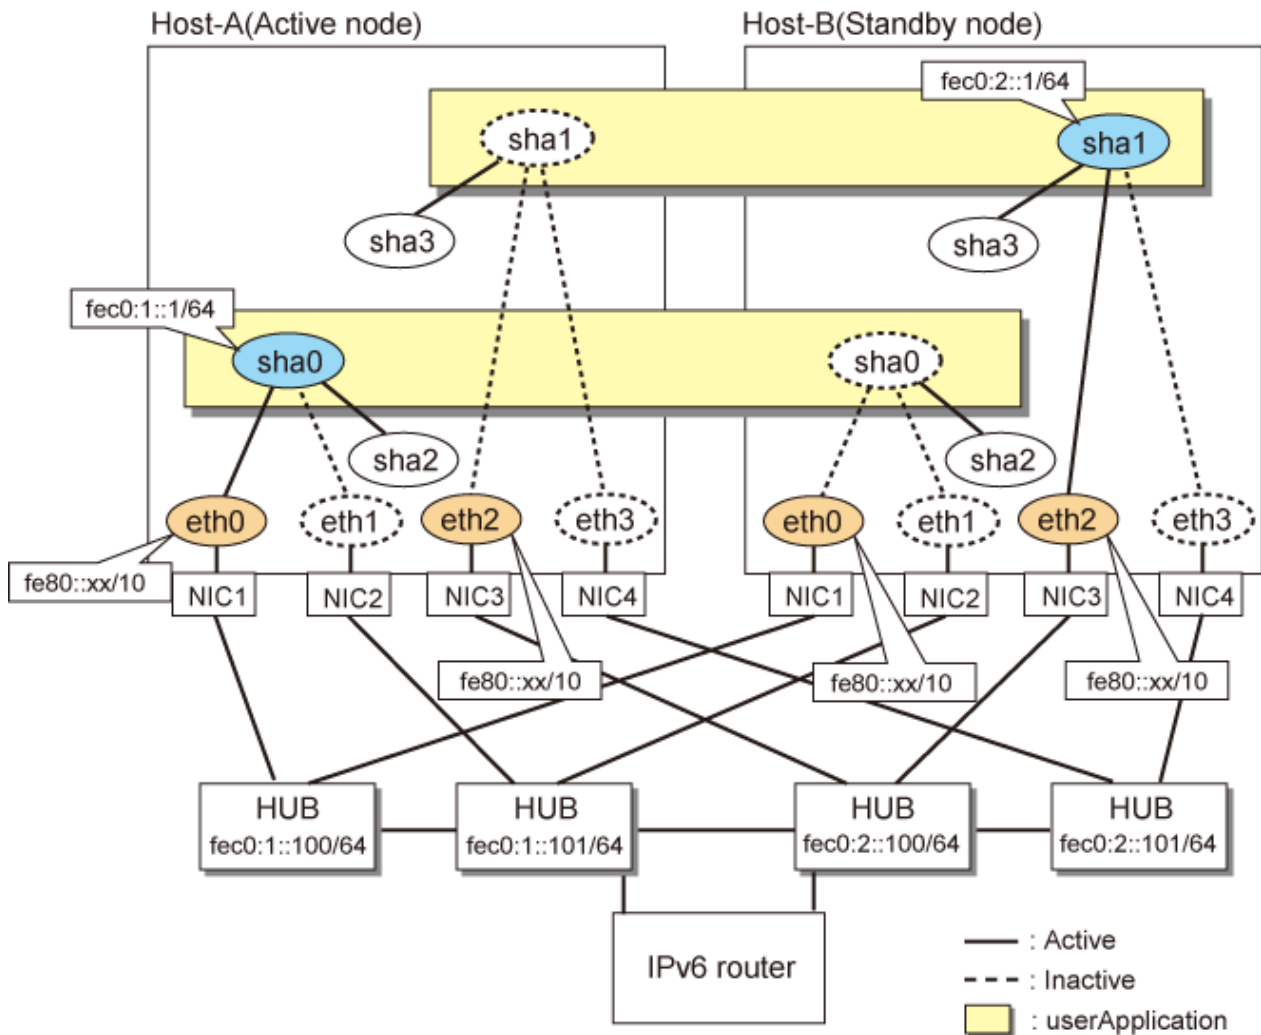 Host-A(Active node)
Host-B(Standby node)
fec0:2::1/64
sha1
sha1
sha3
sha3
fec0:1::1/64
sha0
sha0
sha2
sha2
eth0
eth1
eth2
eth3
eth0
eth1
eth2
eth3
fe80::xx/10
NIC1
NIC2
NIC3
NIC4
NIC1
NIC2
NIC3
NIC4
fe80::xx/10
fe80::xx/10
fe80::xx/10
HUB
fec0:1::100/64
HUB
fec0:1::101/64
HUB
fec0:2::100/64
HUB
fec0:2::101/64
IPv6 router
: Active
: Inactive
: userApplication